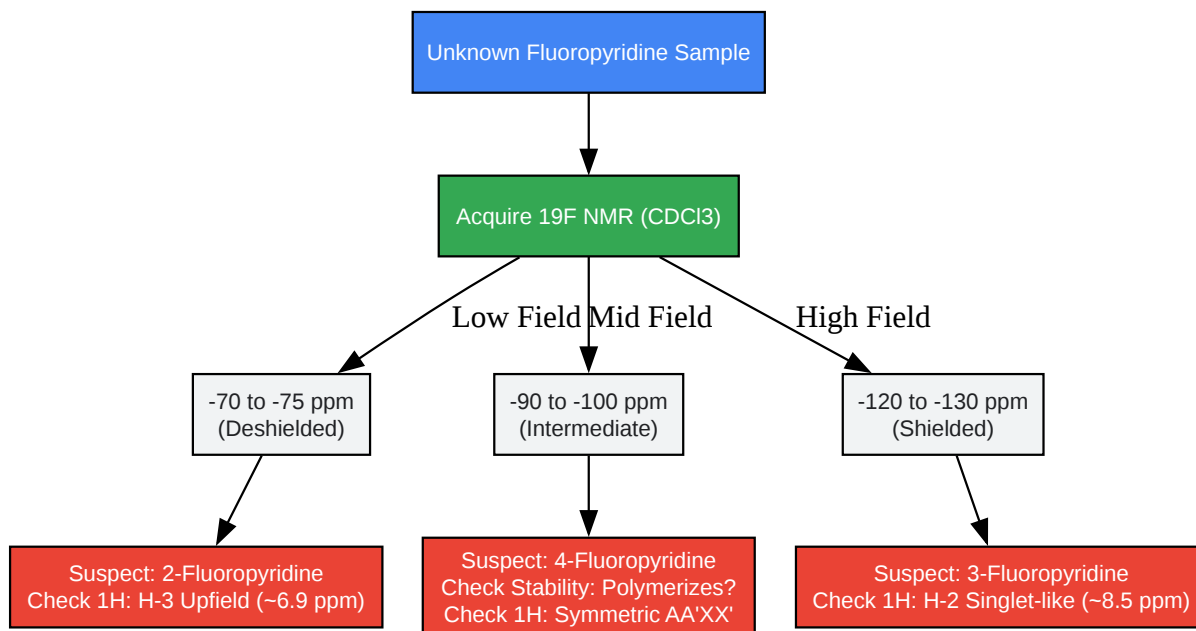 Unknown Fluoropyridine Sample
Acquire 19F NMR (CDCl3)
Low Field
Mid Field
High Field
-70 to -75 ppm
(Deshielded)
-90 to -100 ppm
(Intermediate)
-120 to -130 ppm
(Shielded)
Suspect: 2-Fluoropyridine
Check 1H: H-3 Upfield (~6.9 ppm)
Suspect: 4-Fluoropyridine
Check Stability: Polymerizes?
Check 1H: Symmetric AA'XX'
Suspect: 3-Fluoropyridine
Check 1H: H-2 Singlet-like (~8.5 ppm)